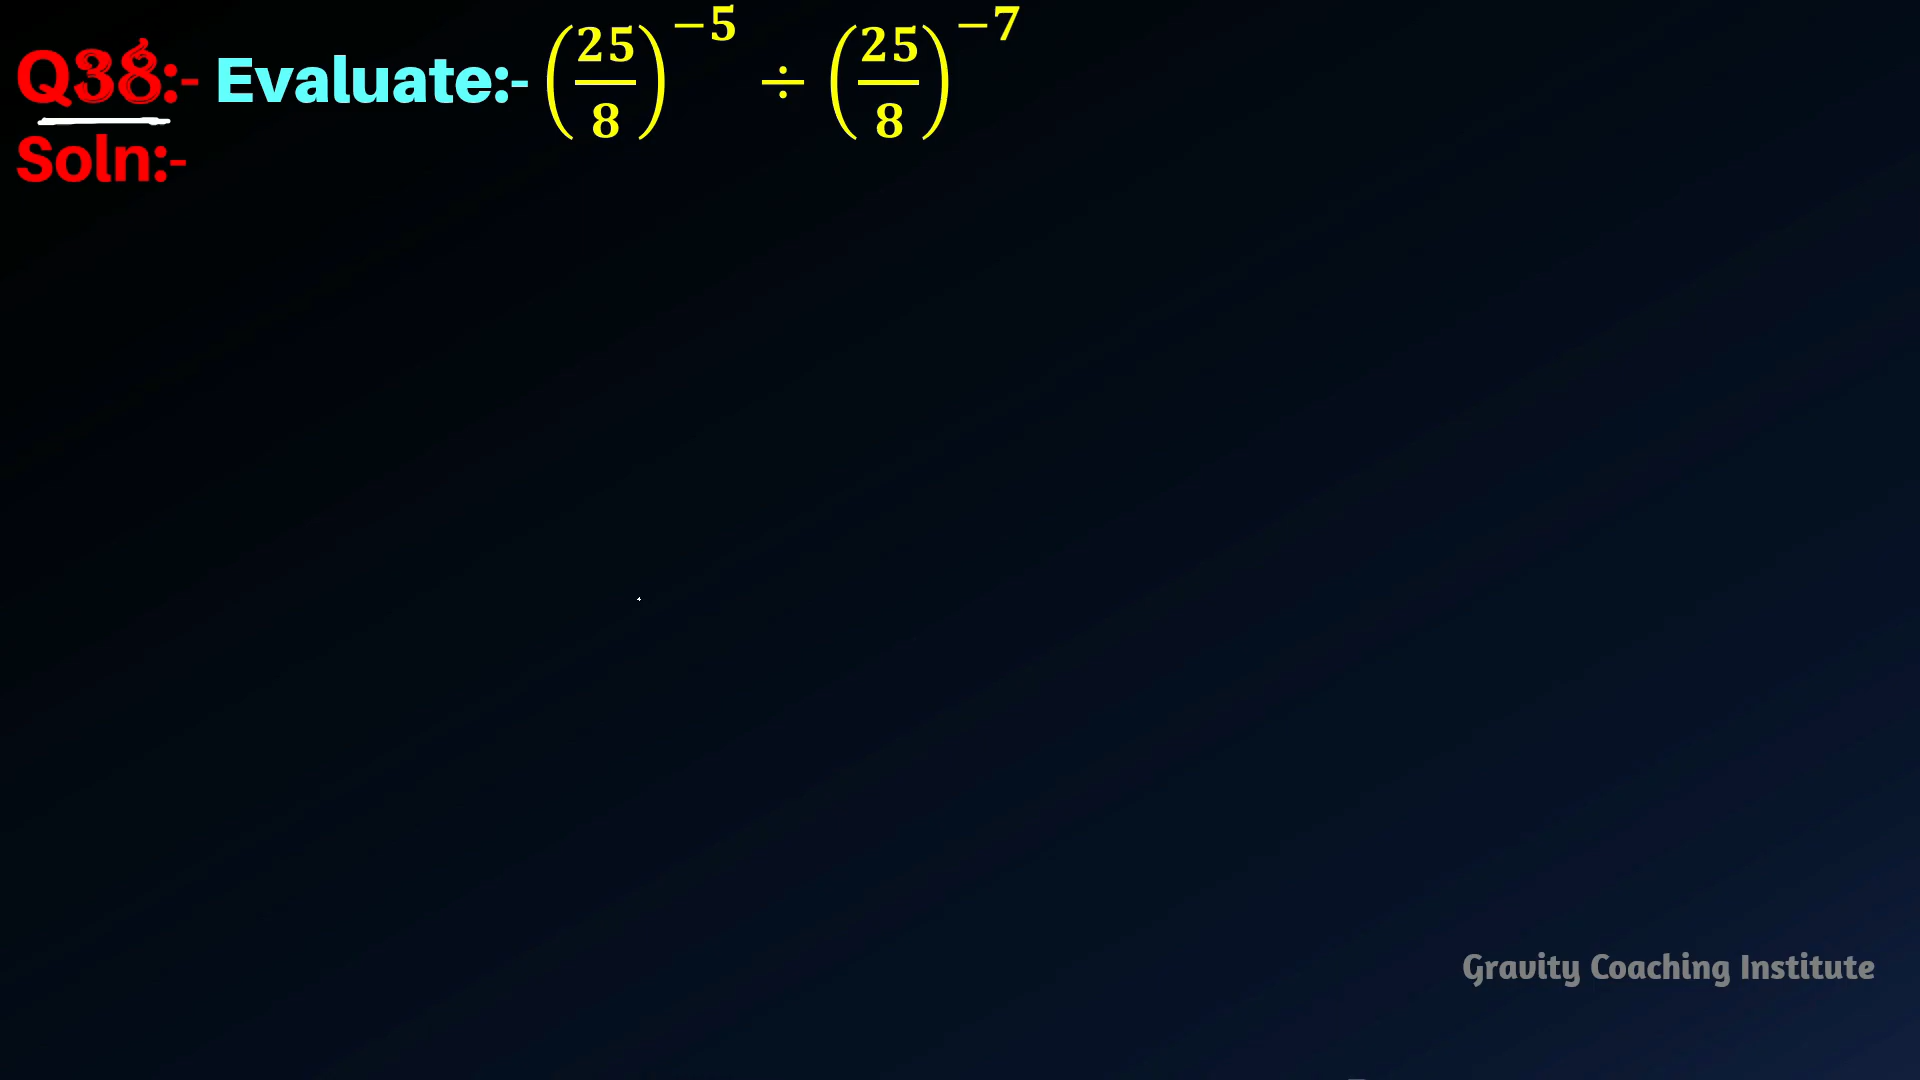 Q38:- Evaluate:- (25/8)^−5 ÷ (25/8)^−7
Soln:-
Gravity Coaching Institute